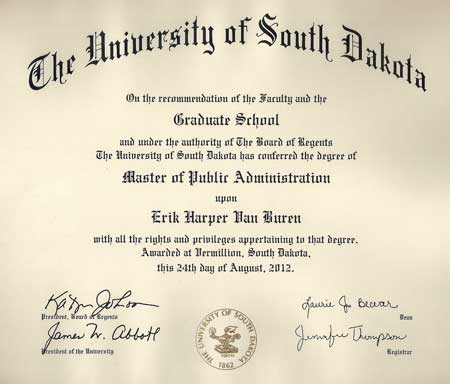 The University of South Dakota
On the recommendation of the Faculty and the
Graduate School
and under the authority of The Board of Regents
The University of South Dakota has conferred the degree of
Master of Public Administration
upon
Erik Harper Van Buren
with all the rights and privileges appertaining to that degree.
Awarded at Vermillion, South Dakota,
this 24th day of August, 2012.
President, Board of Regents
Dean
James W. Abbott
Jennifer Thompson
President of the University
Registrar
THE UNIVERSITY OF SOUTH DAKOTA
1862